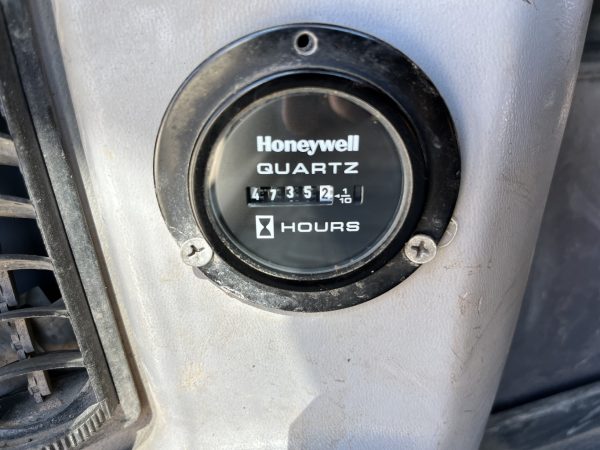 Honeywell
QUARTZ
4 7 3 5 2 ◄ 1/10
HOURS